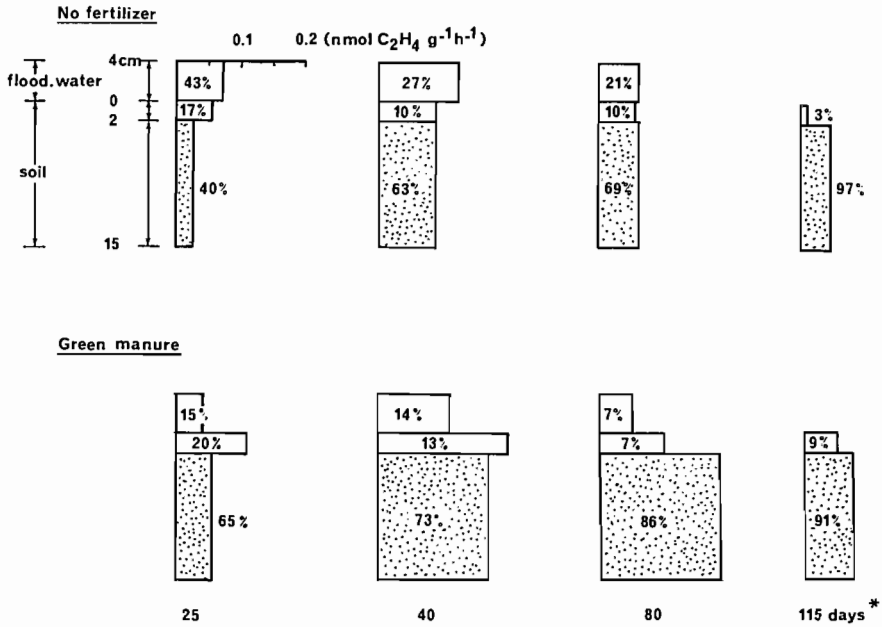 No fertilizer
0.1 0.2 (nmol C₂H₄ g⁻¹h⁻¹)
4 cm
flood.water 43% 27% 21%
0
17% 10% 10% 3%
2
soil 40% 63% 69% 97%
15
Green manure
15% 14% 7%
20% 13% 7% 9%
65% 73% 86% 91%
25 40 80 115 days *